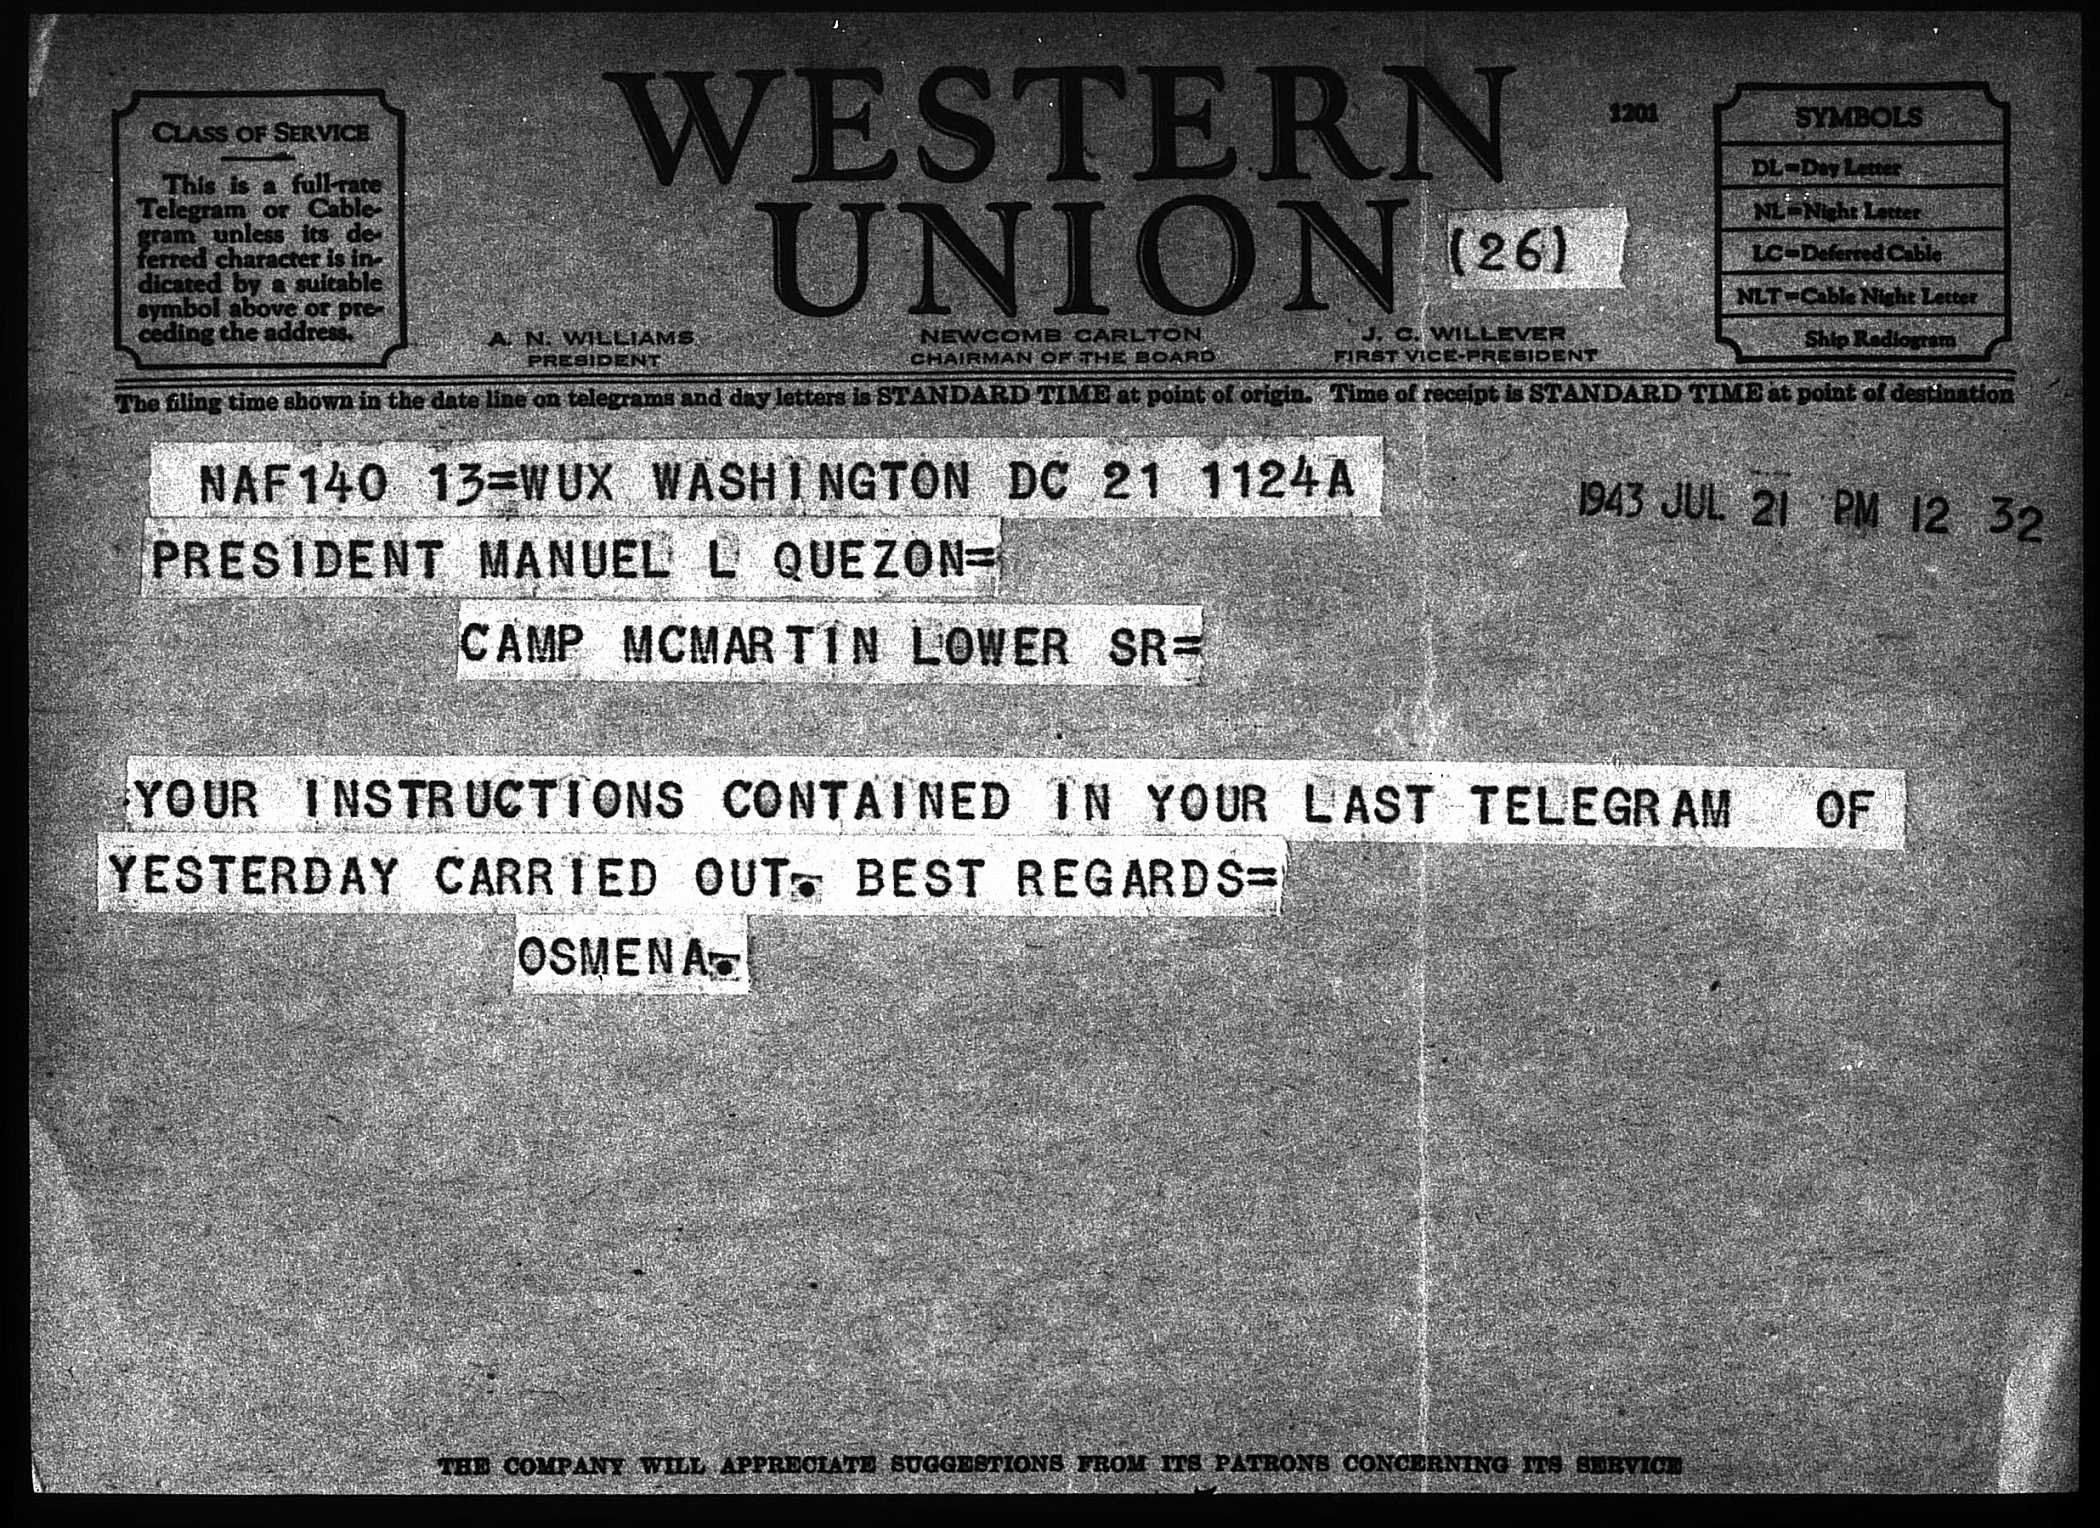 WESTERN
UNION
1201
(26)
CLASS OF SERVICE
This is a full-rate
Telegram or Cable-
gram unless its de-
ferred character is in-
dicated by a suitable
symbol above or pre-
ceding the address.
A. N. WILLIAMS
PRESIDENT
NEWCOMB CARLTON
CHAIRMAN OF THE BOARD
J. C. WILLEVER
FIRST VICE-PRESIDENT
SYMBOLS
DL=Day Letter
NL=Night Letter
LC=Deferred Cable
NLT=Cable Night Letter
Ship Radiogram
The filing time shown in the date line on telegrams and day letters is STANDARD TIME at point of origin. Time of receipt is STANDARD TIME at point of destination
NAF140 13=WUX WASHINGTON DC 21 1124A
1943 JUL 21 PM 12 32
PRESIDENT MANUEL L QUEZON=
CAMP MCMARTIN LOWER SR=
YOUR INSTRUCTIONS CONTAINED IN YOUR LAST TELEGRAM OF
YESTERDAY CARRIED OUT. BEST REGARDS=
OSMENA.
THE COMPANY WILL APPRECIATE SUGGESTIONS FROM ITS PATRONS CONCERNING ITS SERVICE